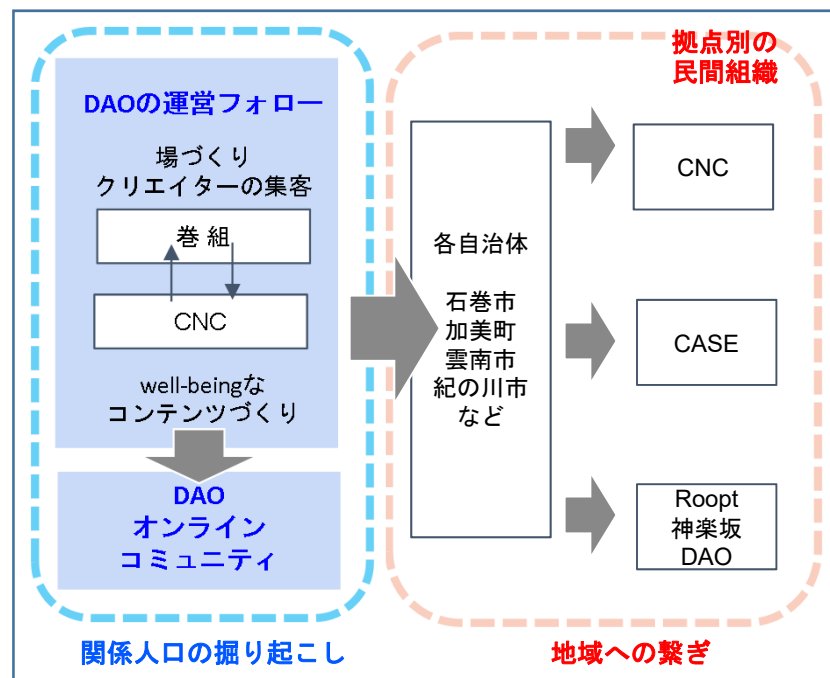 DAOの運営フォロー
場づくり
クリエイターの集客
巻 組
CNC
well-beingな
コンテンツづくり
DAO
オンライン
コミュニティ
関係人口の掘り起こし
各自治体
石巻市
加美町
雲南市
紀の川市
など
拠点別の
民間組織
CNC
CASE
Roopt
神楽坂
DAO
地域への繋ぎ